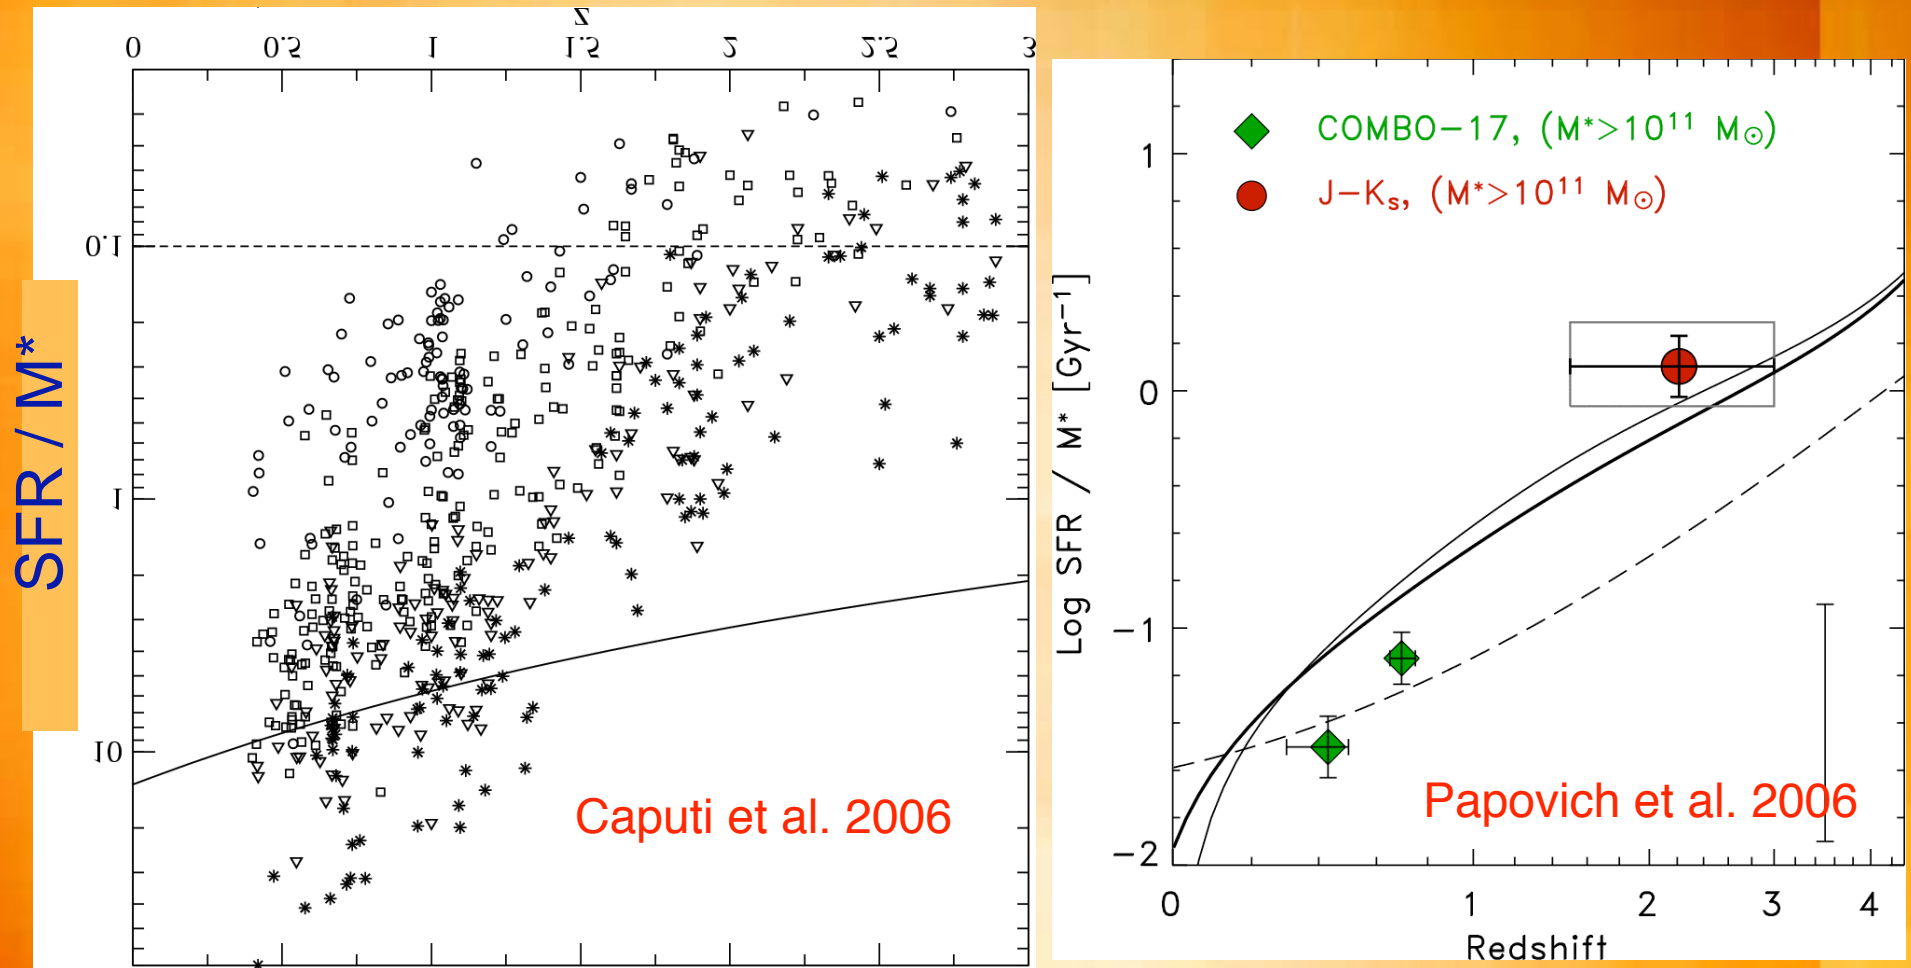 z
0 0.5 1 1.5 2 2.5 3
0.1
1
10
SFR / M*
Caputi et al. 2006
COMBO-17, (M*>10¹¹ M☉)
J-Kₛ, (M*>10¹¹ M☉)
1
0
-1
-2
Log SFR / M* [Gyr⁻¹]
Papovich et al. 2006
0 1 2 3 4
Redshift